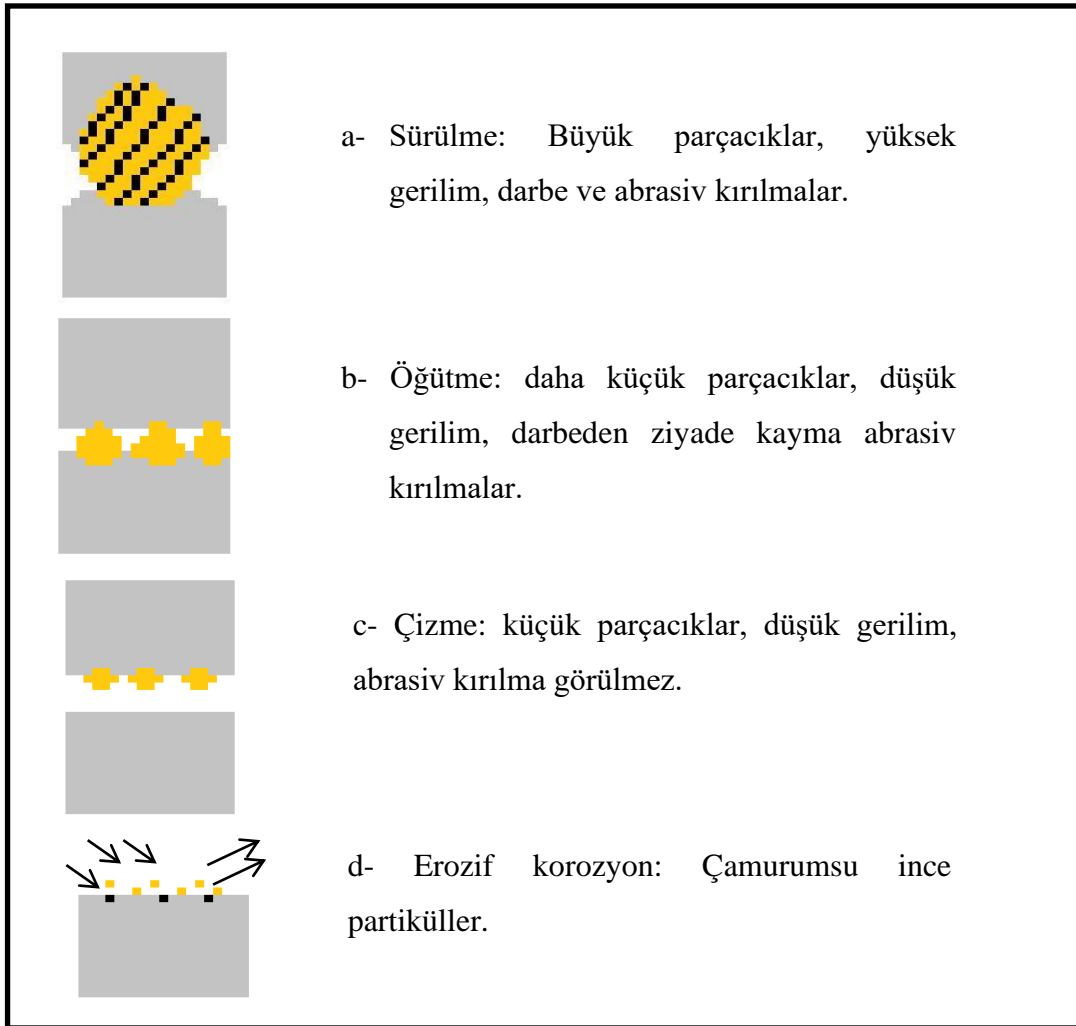 a- Sürülme: Büyük parçacıklar, yüksek
gerilim, darbe ve abrasiv kırılmalar.
b- Öğütme: daha küçük parçacıklar, düşük
gerilim, darbeden ziyade kayma abrasiv
kırılmalar.
c- Çizme: küçük parçacıklar, düşük gerilim,
abrasiv kırılma görülmez.
d- Erozif korozyon: Çamurumsu ince
partiküller.